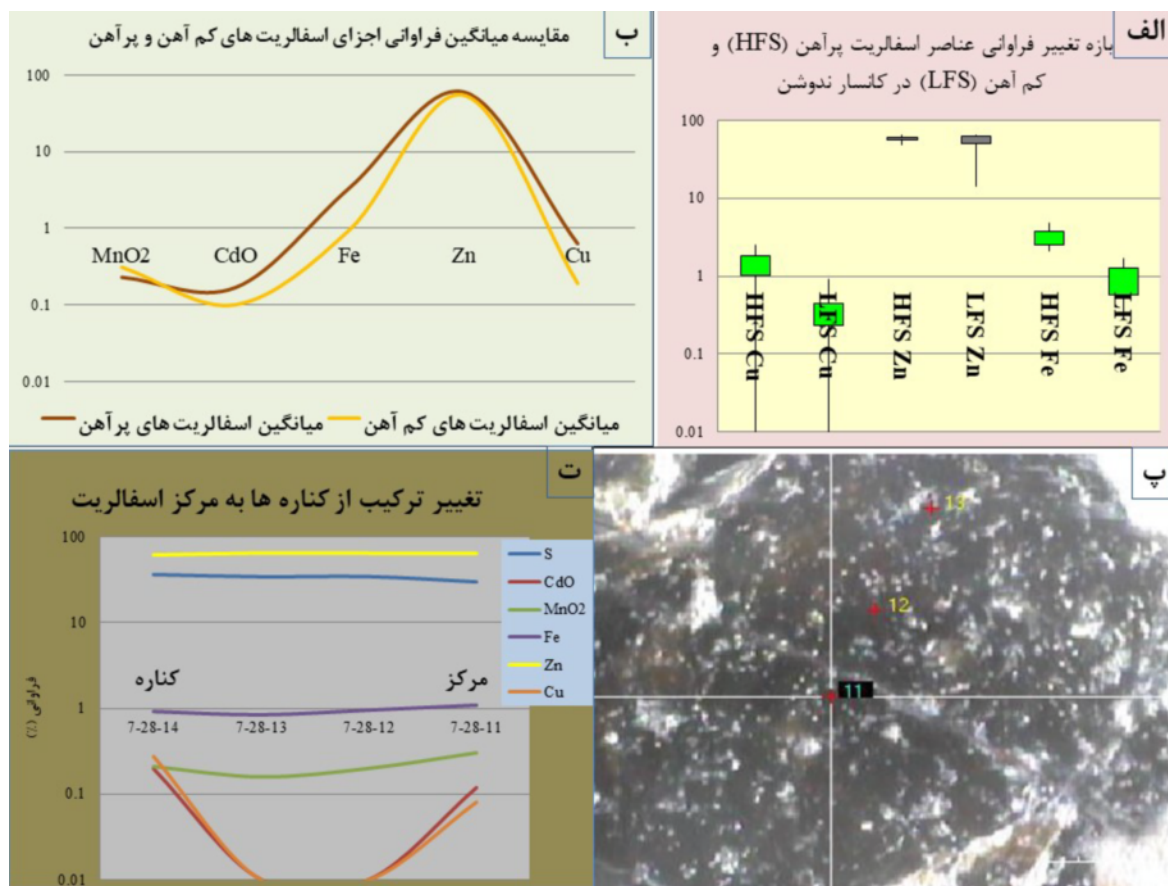 الف
بازه تغییر فراوانی عناصر اسفالریت پرآهن (HFS) و
کم آهن (LFS) در کانسار ندوشن
100
10
1
0.1
0.01
HFS Cu
LFS Cu
HFS Zn
LFS Zn
HFS Fe
LFS Fe
ب
مقایسه میانگین فراوانی اجزای اسفالریت های کم آهن و پرآهن
100
10
1
0.1
0.01
MnO2
CdO
Fe
Zn
Cu
میانگین اسفالریت های پرآهن
میانگین اسفالریت های کم آهن
پ
13
12
11
ت
تغییر ترکیب از کناره ها به مرکز اسفالریت
فراوانی (٪)
100
10
1
0.1
0.01
کناره
مرکز
7-28-14
7-28-13
7-28-12
7-28-11
S
CdO
MnO2
Fe
Zn
Cu